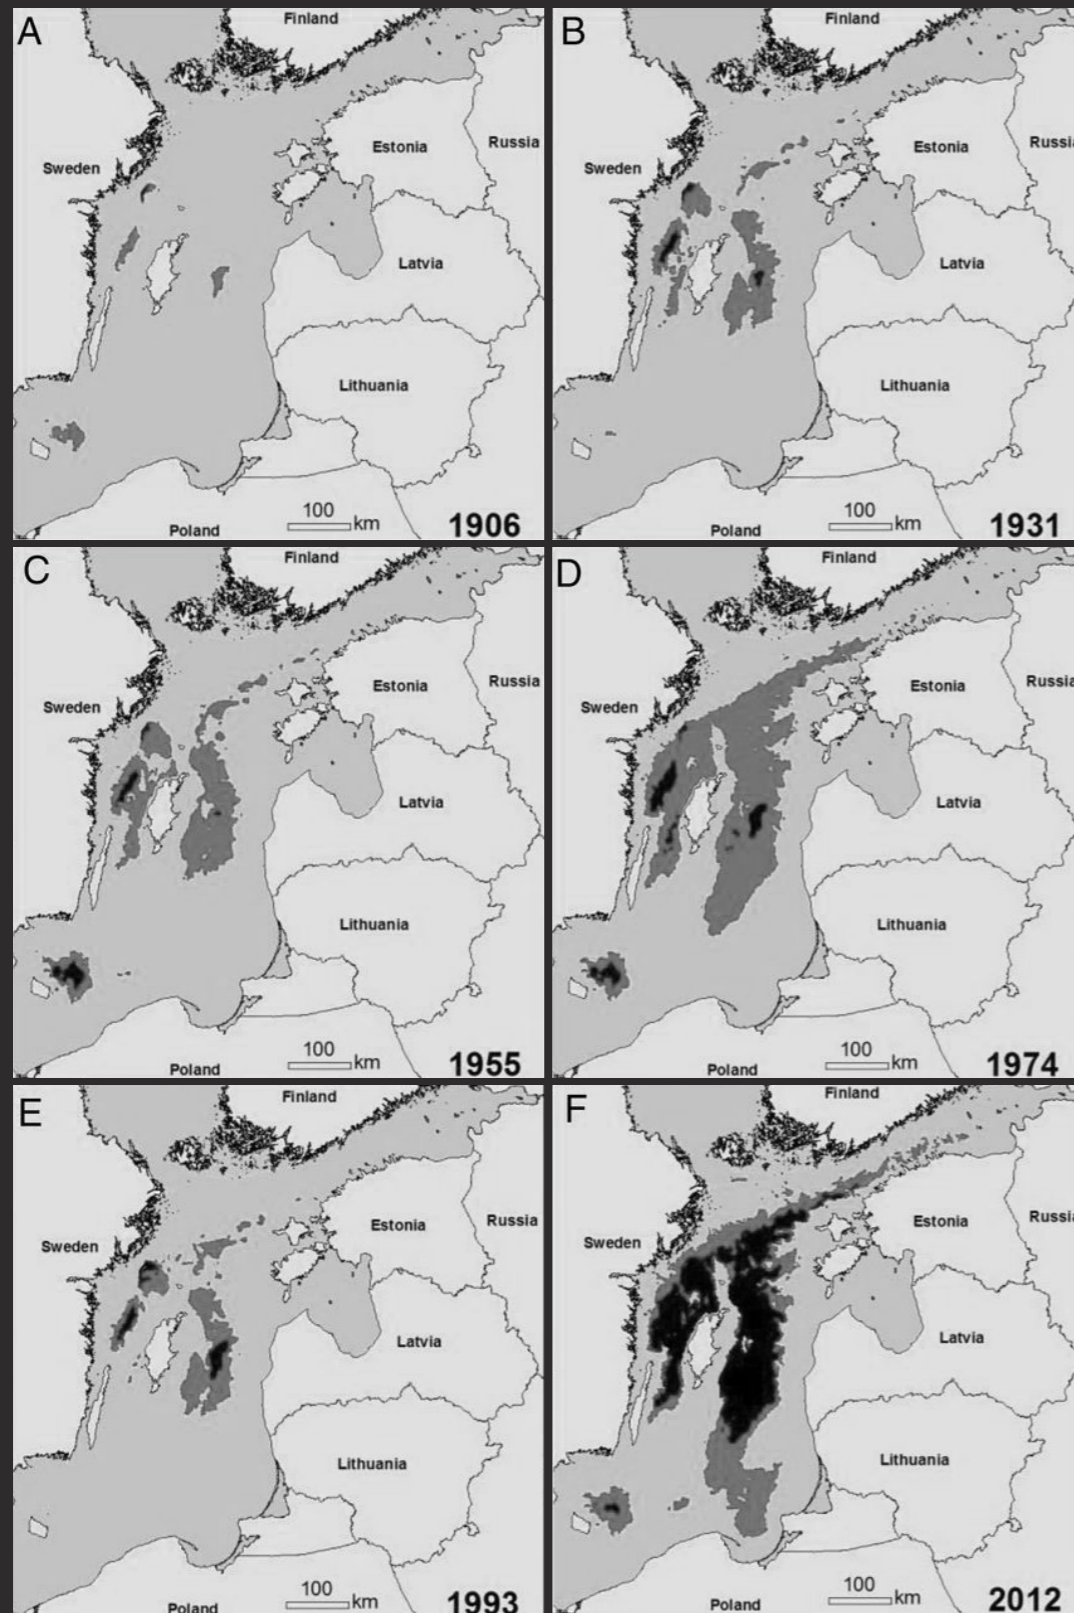 A
Finland
Estonia
Russia
Sweden
Latvia
Lithuania
100
km
Poland
1906
B
Finland
Estonia
Russia
Sweden
Latvia
Lithuania
100
km
Poland
1931
C
Finland
Estonia
Russia
Sweden
Latvia
Lithuania
100
km
Poland
1955
D
Finland
Estonia
Russia
Sweden
Latvia
Lithuania
100
km
Poland
1974
E
Finland
Estonia
Russia
Sweden
Latvia
Lithuania
100
km
Poland
1993
F
Finland
Estonia
Russia
Sweden
Latvia
Lithuania
100
km
Poland
2012